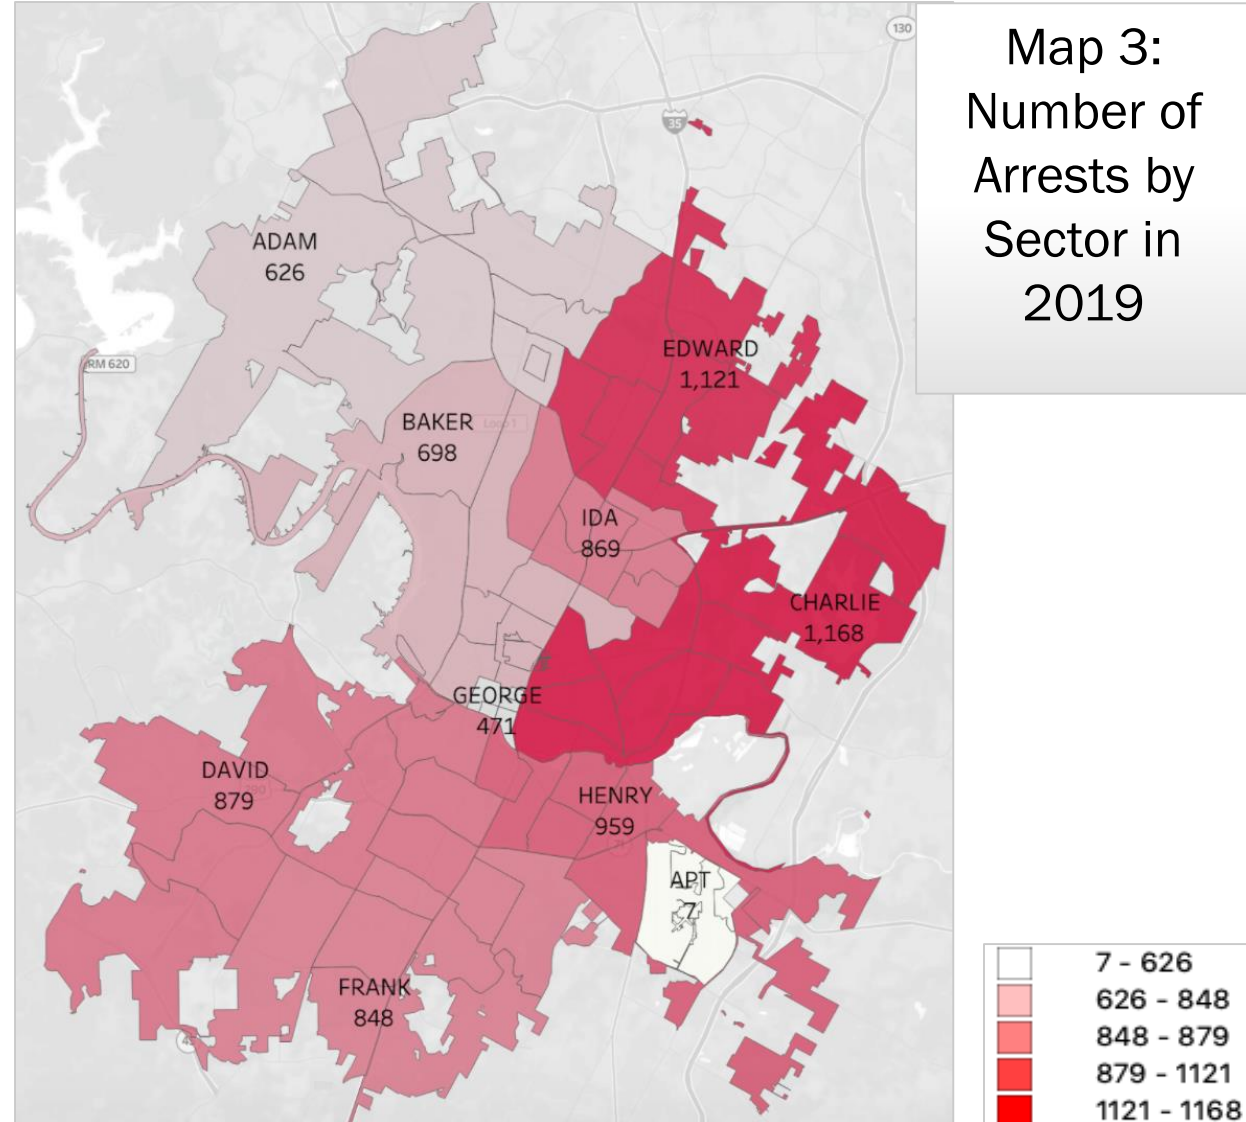 Map 3:
Number of
Arrests by
Sector in
2019
130
35
ADAM
626
EDWARD
1,121
RM 620
BAKER
698
Loop 1
IDA
869
CHARLIE
1,168
GEORGE
471
DAVID
879
HENRY
959
APT
7
FRANK
848
7 - 626
626 - 848
848 - 879
879 - 1121
1121 - 1168